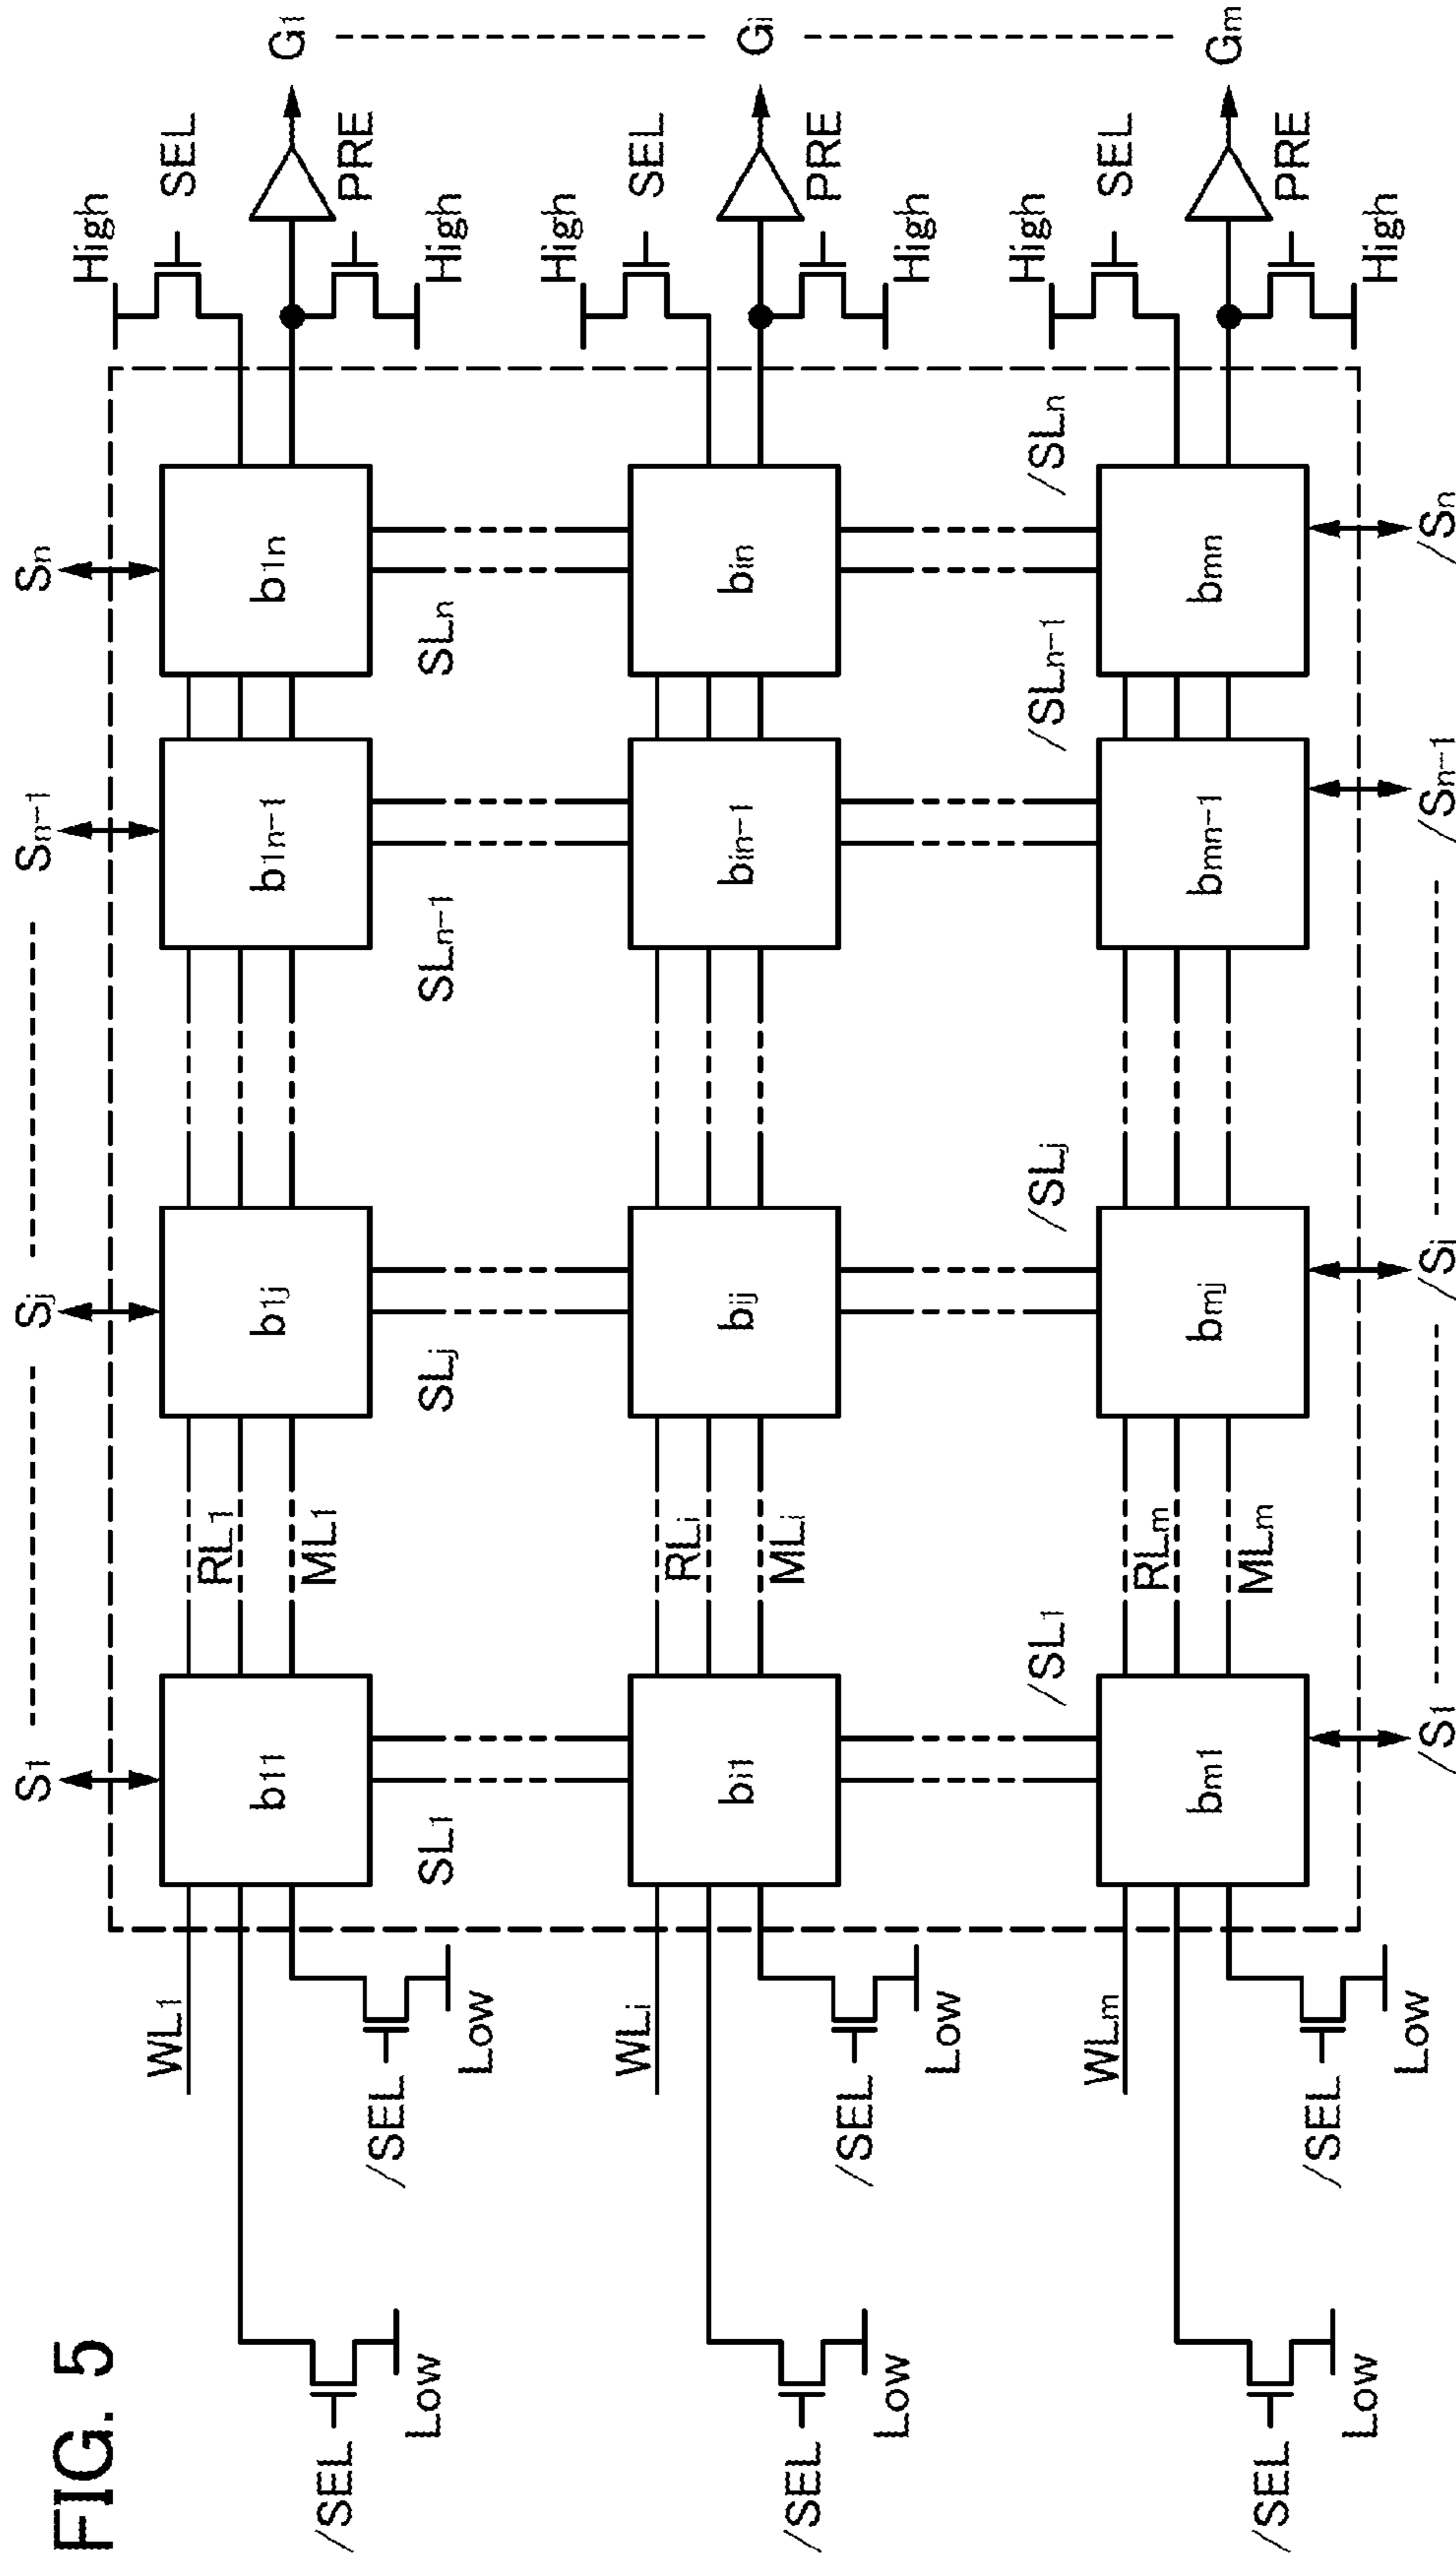 FIG. 5
S1 Sj Sn-1 Sn
High
WL1 SEL
RL1
b11 b1j b1n-1 b1n G1
ML1
/SEL PRE
/SEL
Low SL1 SLj SLn-1 SLn High
Low
High
WLi SEL
RLi
bi1 bij bin-1 bin Gi
MLi
/SEL PRE
/SEL
Low High
Low
/SL1 /SLj /SLn-1 /SLn High
WLm SEL
RLm
bm1 bmj bmn-1 bmn Gm
MLm
/SEL PRE
/SEL
Low High
Low
/S1 /Sj /Sn-1 /Sn